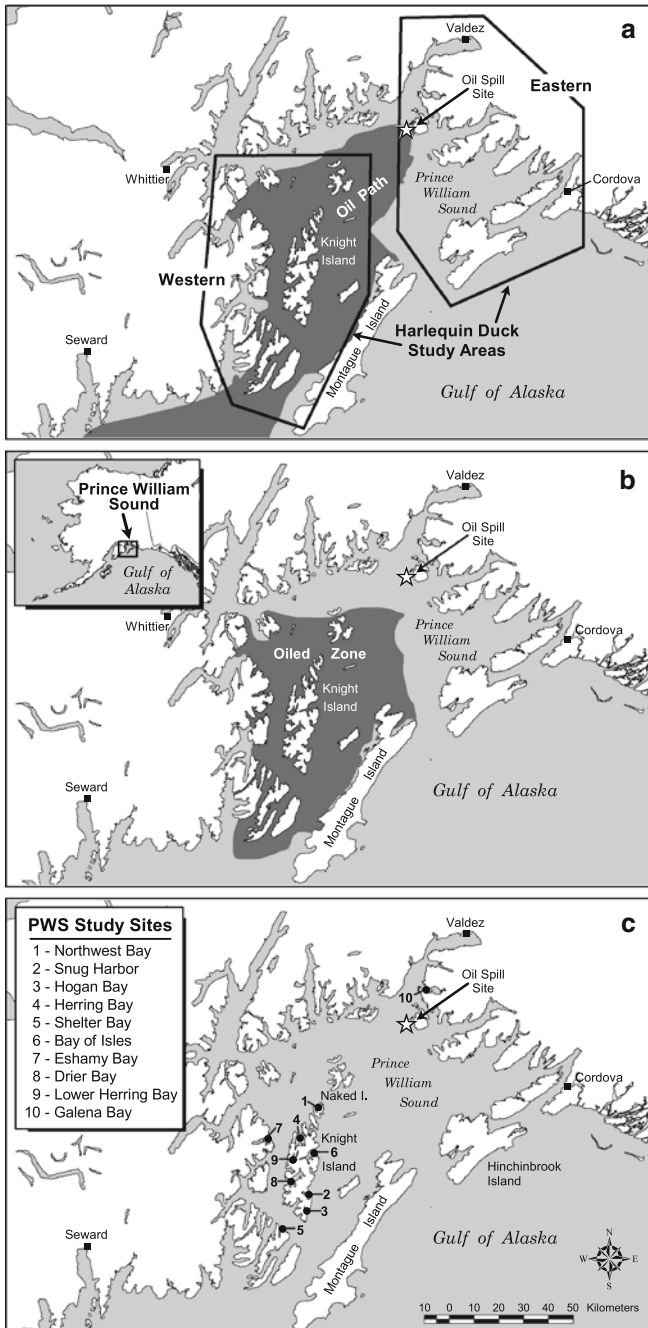 a
Valdez
Oil Spill
Site
Eastern
Whittier
Oil Path
Prince
William
Sound
Cordova
Knight
Island
Western
Seward
Harlequin Duck
Study Areas
Montague Island
Gulf of Alaska
b
Prince William
Sound
Gulf of
Alaska
Valdez
Oil Spill
Site
Whittier
Oiled Zone
Prince
William
Sound
Cordova
Knight
Island
Seward
Montague Island
Gulf of Alaska
c
PWS Study Sites
1 - Northwest Bay
2 - Snug Harbor
3 - Hogan Bay
4 - Herring Bay
5 - Shelter Bay
6 - Bay of Isles
7 - Eshamy Bay
8 - Drier Bay
9 - Lower Herring Bay
10 - Galena Bay
Valdez
10
Oil Spill
Site
Prince
William
Sound
Cordova
1
Naked I.
7
4
Knight
Island
6
9
8
2
3
5
Hinchinbrook
Island
Seward
Montague Island
Gulf of Alaska
N
W
E
S
10 0 10 20 30 40 50 Kilometers